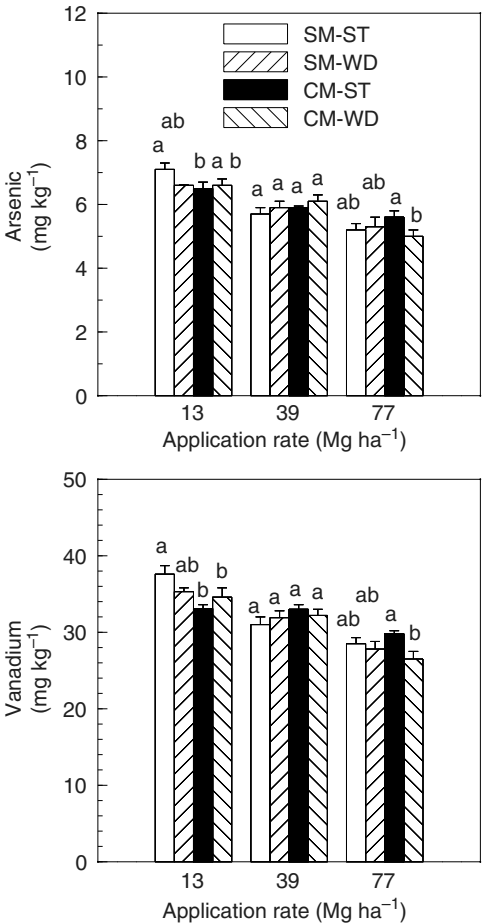 12
SM-ST
SM-WD
10
CM-ST
CM-WD
8
ab
a
b
a b
a
a
a
a
ab
ab
a
b
6
4
2
0
Arsenic
(mg kg−1)
13
39
77
Application rate (Mg ha−1)
50
40
a
ab
b
b
a
a
a
a
ab
ab
a
b
30
20
10
0
Vanadium
(mg kg−1)
13
39
77
Application rate (Mg ha−1)